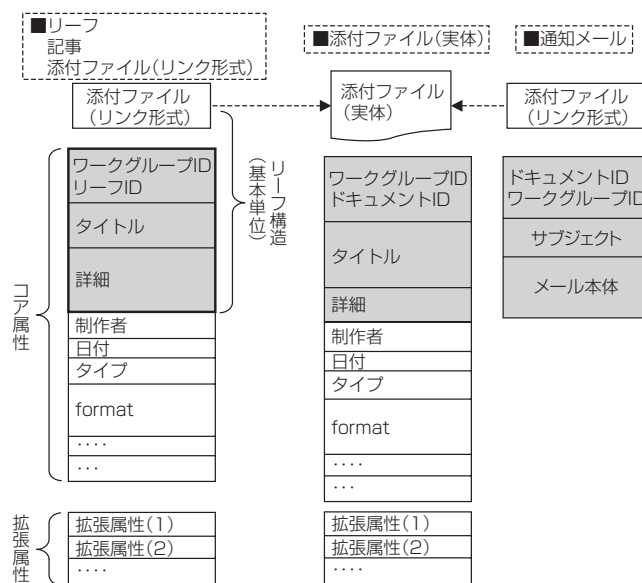 ■リーフ
記事
添付ファイル(リンク形式)
添付ファイル
(リンク形式)
ワークグループID
リーフID
タイトル
詳細
制作者
日付
タイプ
format
‥‥
…
拡張属性(1)
拡張属性(2)
‥‥
コア属性
拡張属性
リーフ構造
(基本単位)
■添付ファイル(実体)
添付ファイル
(実体)
ワークグループID
ドキュメントID
タイトル
詳細
制作者
日付
タイプ
format
‥‥
…
拡張属性(1)
拡張属性(2)
‥‥
■通知メール
添付ファイル
(リンク形式)
ドキュメントID
ワークグループID
サブジェクト
メール本体